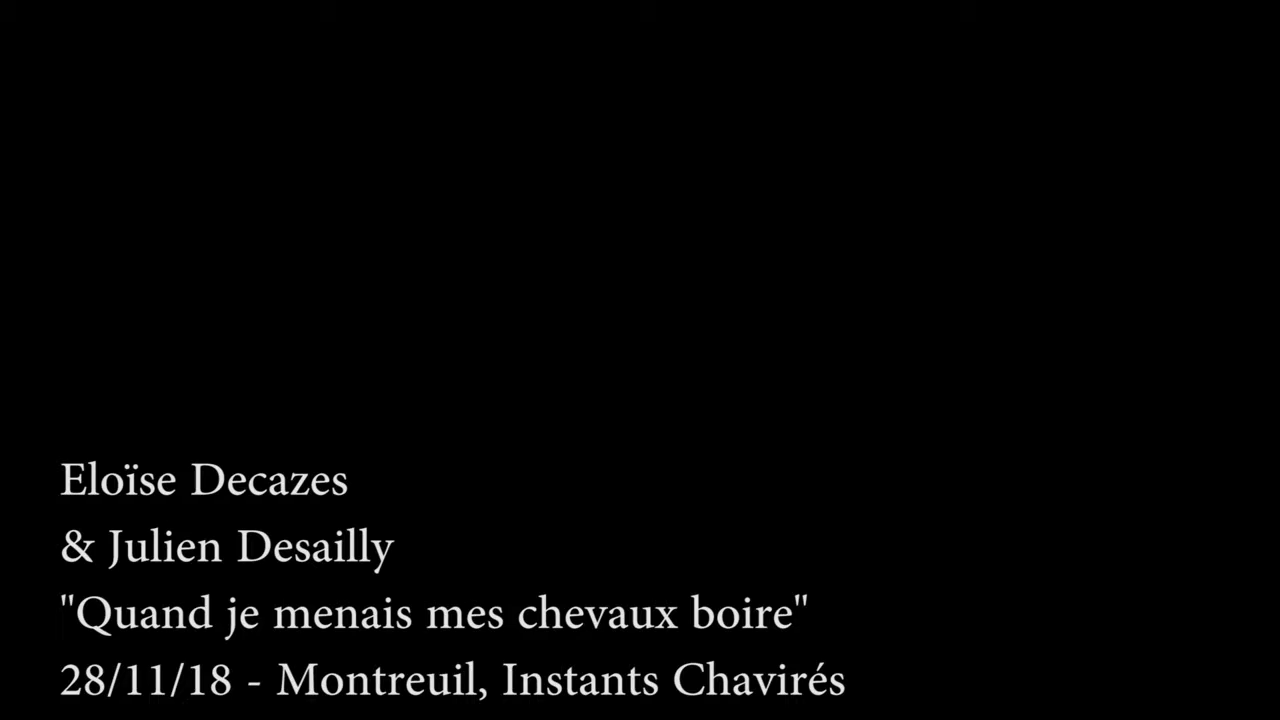 Eloïse Decazes
& Julien Desailly
"Quand je menais mes chevaux boire"
28/11/18 - Montreuil, Instants Chavirés